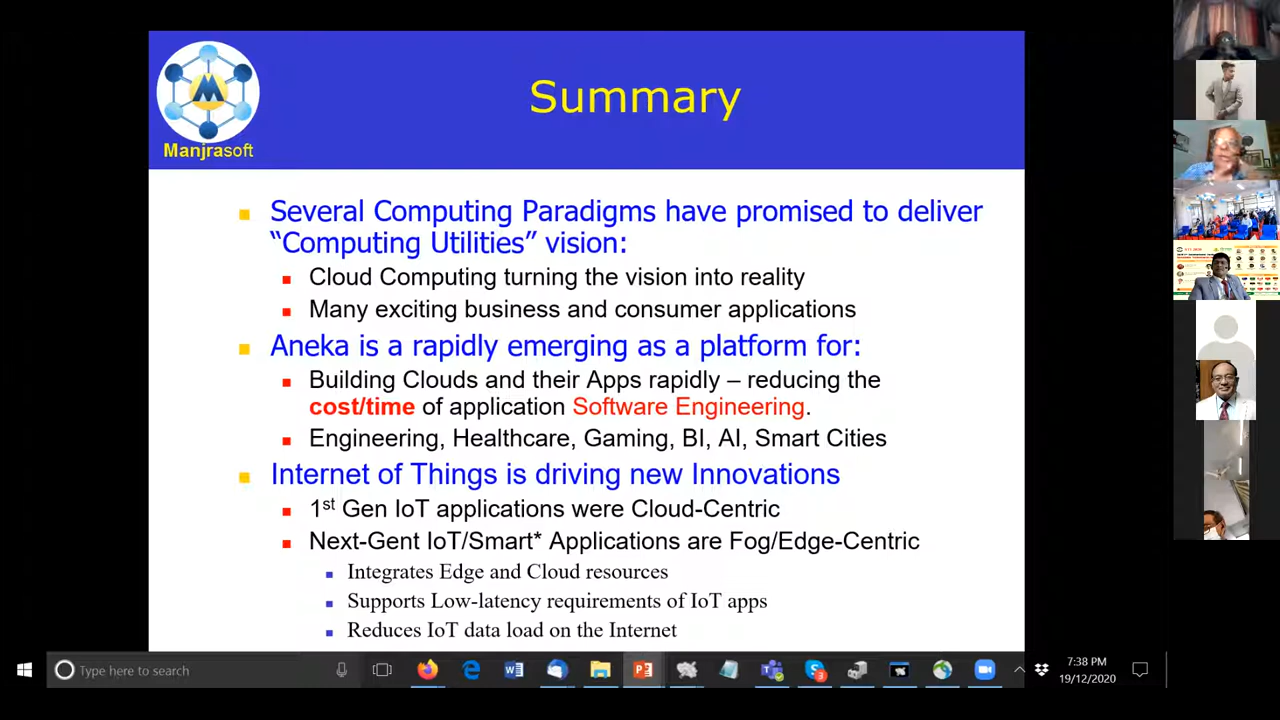 Summary
Manjrasoft
Several Computing Paradigms have promised to deliver
“Computing Utilities” vision:
Cloud Computing turning the vision into reality
Many exciting business and consumer applications
Aneka is a rapidly emerging as a platform for:
Building Clouds and their Apps rapidly – reducing the
cost/time of application Software Engineering.
Engineering, Healthcare, Gaming, BI, AI, Smart Cities
Internet of Things is driving new Innovations
1st Gen IoT applications were Cloud-Centric
Next-Gent IoT/Smart* Applications are Fog/Edge-Centric
Integrates Edge and Cloud resources
Supports Low-latency requirements of IoT apps
Reduces IoT data load on the Internet
Type here to search
7:38 PM
19/12/2020